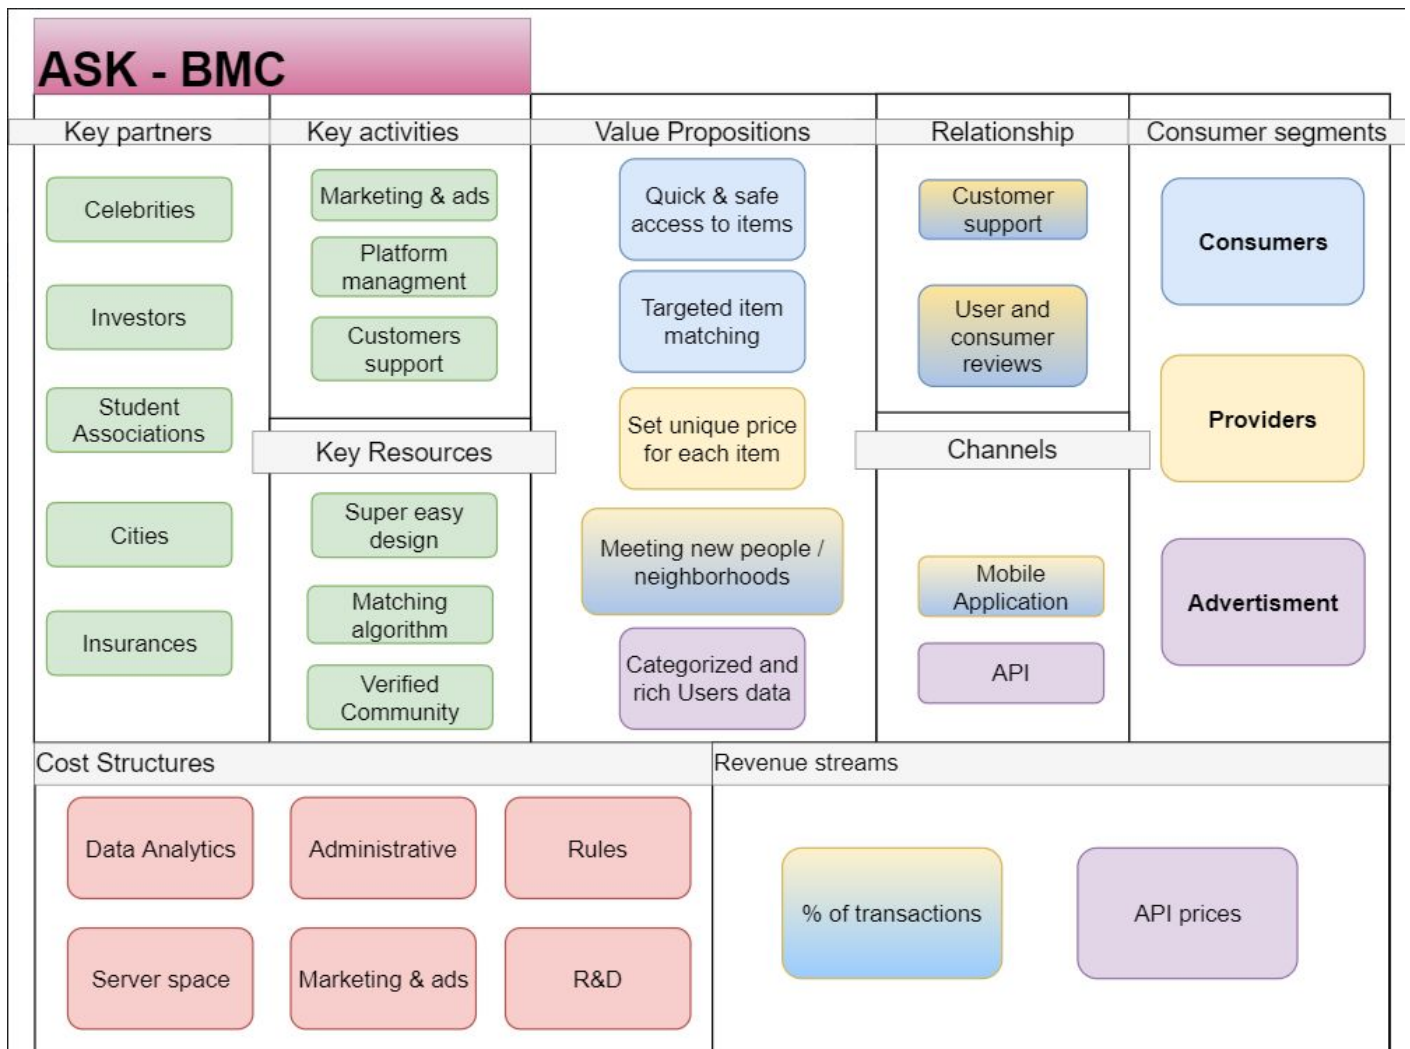 ASK - BMC
Key partners
Celebrities
Investors
Student
Associations
Cities
Insurances
Key activities
Marketing & ads
Platform
managment
Customers
support
Key Resources
Super easy
design
Matching
algorithm
Verified
Community
Value Propositions
Quick & safe
access to items
Targeted item
matching
Set unique price
for each item
Meeting new people /
neighborhoods
Categorized and
rich Users data
Relationship
Customer
support
User and
consumer
reviews
Channels
Mobile
Application
API
Consumer segments
Consumers
Providers
Advertisment
Cost Structures
Data Analytics
Administrative
Rules
Server space
Marketing & ads
R&D
Revenue streams
% of transactions
API prices